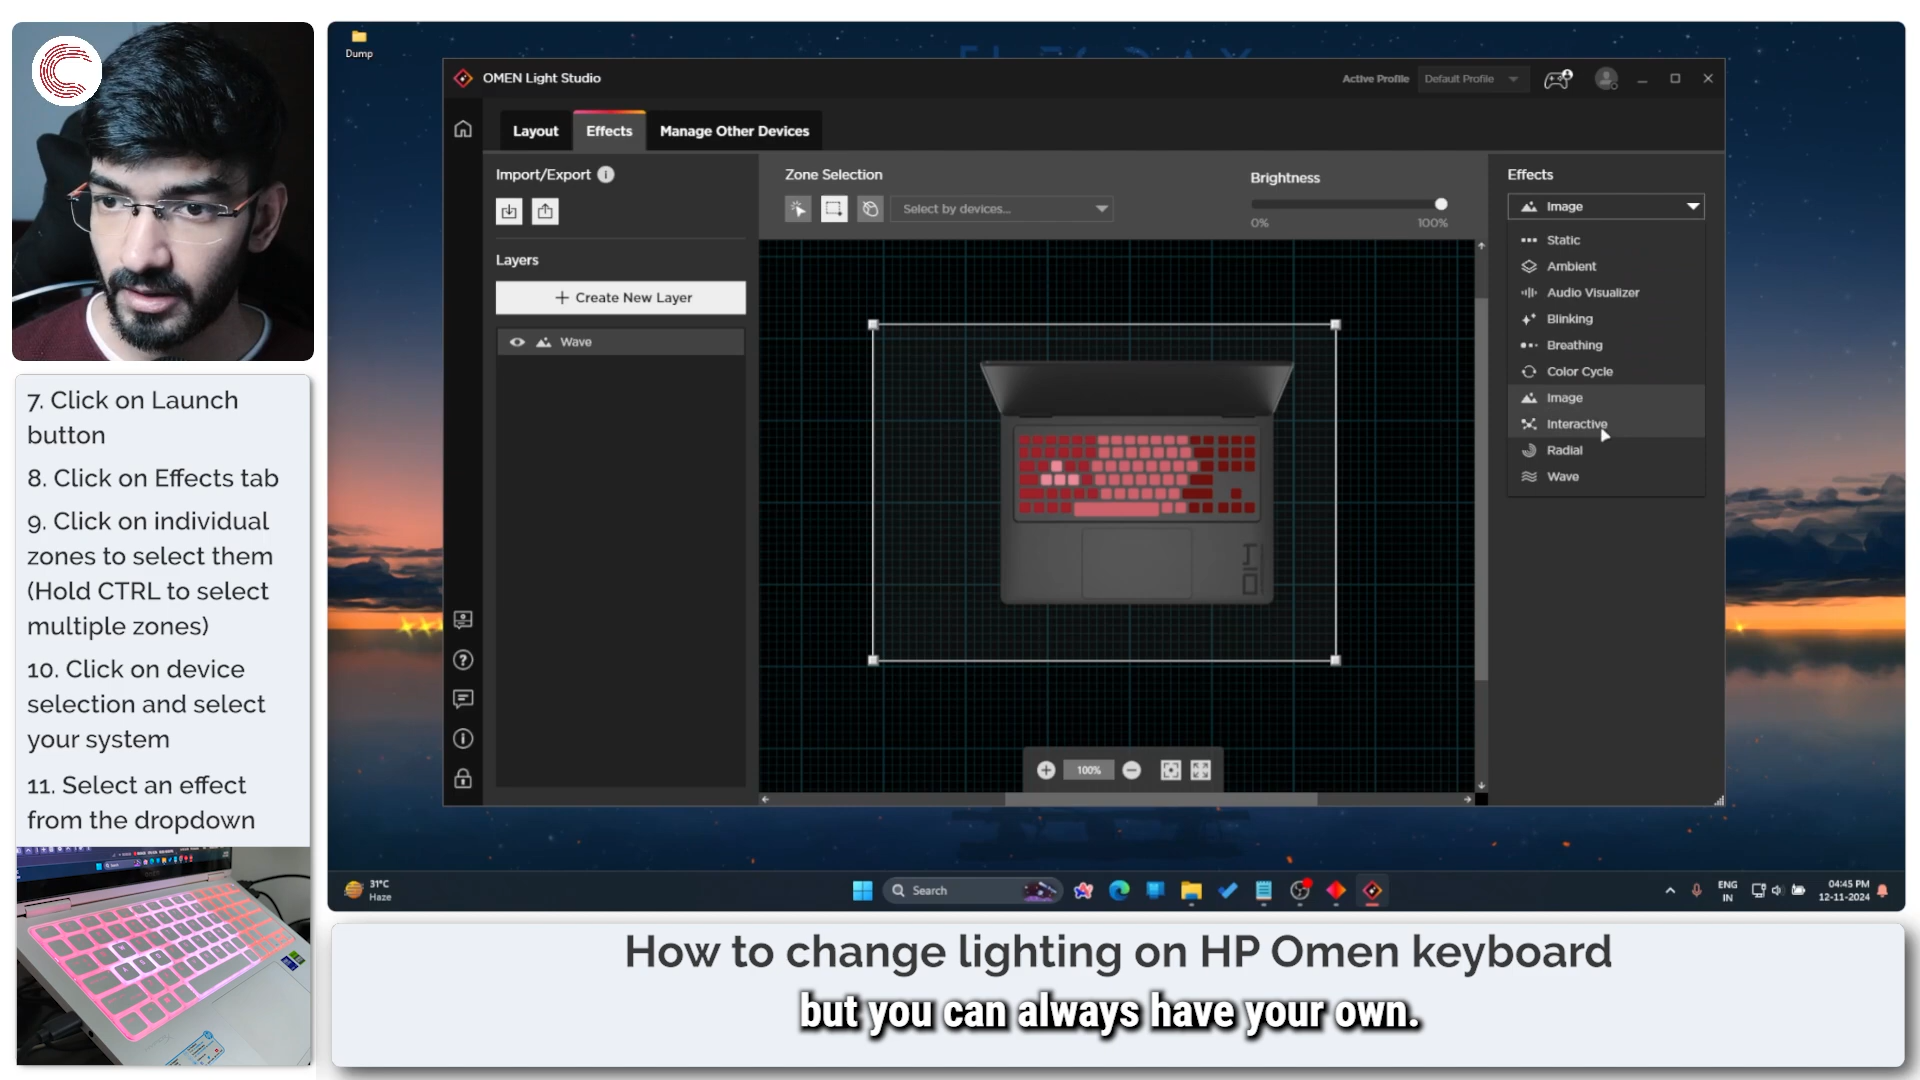 Dump
OMEN Light Studio
Active Profile
Default Profile
Layout
Effects
Manage Other Devices
Import/Export
Layers
+ Create New Layer
Wave
Zone Selection
Select by devices...
Brightness
0%
100%
Effects
Image
Static
Ambient
Audio Visualizer
Blinking
Breathing
Color Cycle
Image
Interactive
Radial
Wave
100%
7. Click on Launch
button
8. Click on Effects tab
9. Click on individual
zones to select them
(Hold CTRL to select
multiple zones)
10. Click on device
selection and select
your system
11. Select an effect
from the dropdown
31°C
Haze
Search
ENG
IN
04:45 PM
12-11-2024
How to change lighting on HP Omen keyboard
but you can always have your own.